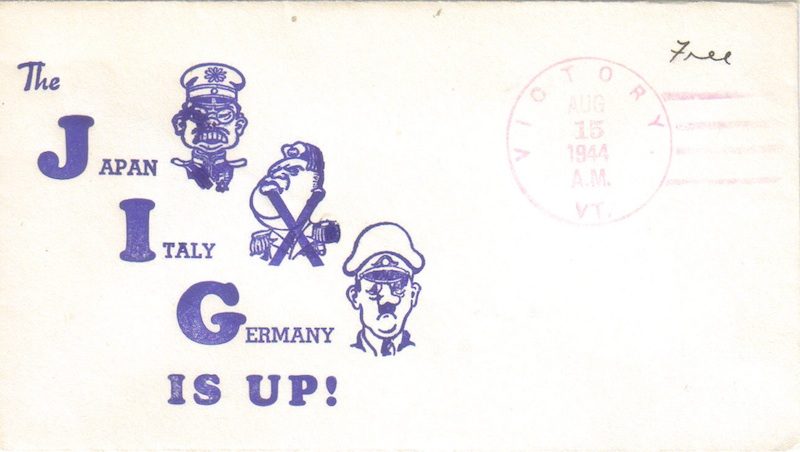 The
JAPAN
ITALY
GERMANY
IS UP!
Free
VICTORY
AUG
15
1944
A.M.
VT.